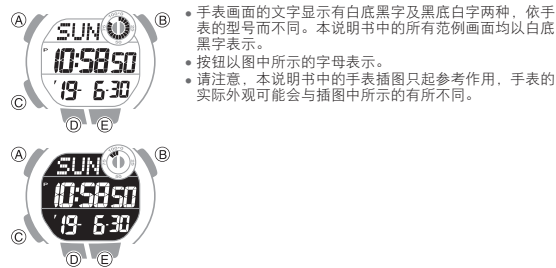 A
B
SUN
P 10:58 50
'19- 6-30
C
D
E
• 手表画面的文字显示有白底黑字及黑底白字两种，依手
表的型号而不同。本说明书中的所有范例画面均以白底
黑字表示。
• 按钮以图中所示的字母表示。
• 请注意，本说明书中的手表插图只起参考作用，手表的
实际外观可能会与插图中所示的有所不同。
A
B
SUN
P 10:58 50
'19- 6-30
C
D
E